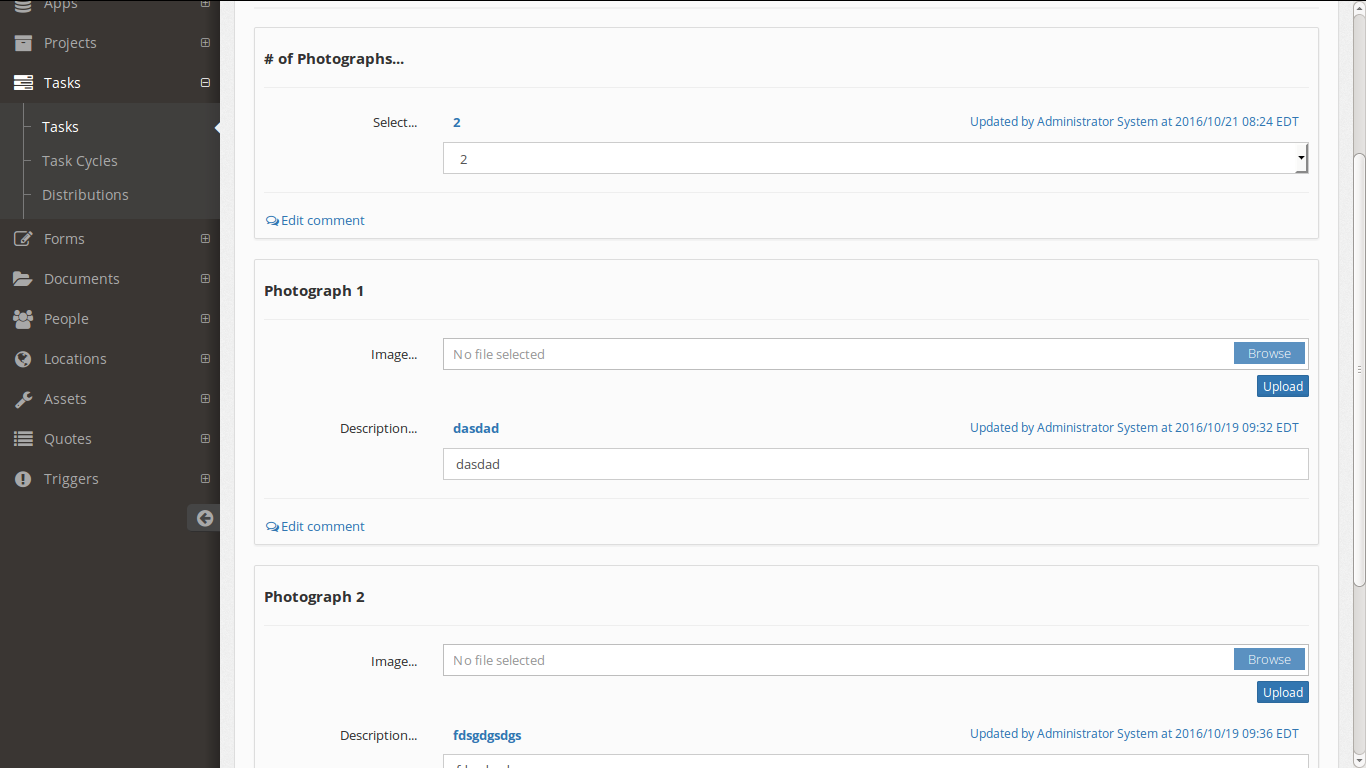 Apps
Projects
Tasks
Tasks
Task Cycles
Distributions
Forms
Documents
People
Locations
Assets
Quotes
Triggers
# of Photographs...
Select... 2 Updated by Administrator System at 2016/10/21 08:24 EDT
2
Edit comment
Photograph 1
Image... No file selected Browse
Upload
Description... dasdad Updated by Administrator System at 2016/10/19 09:32 EDT
dasdad
Edit comment
Photograph 2
Image... No file selected Browse
Upload
Description... fdsgdgsdgs Updated by Administrator System at 2016/10/19 09:36 EDT